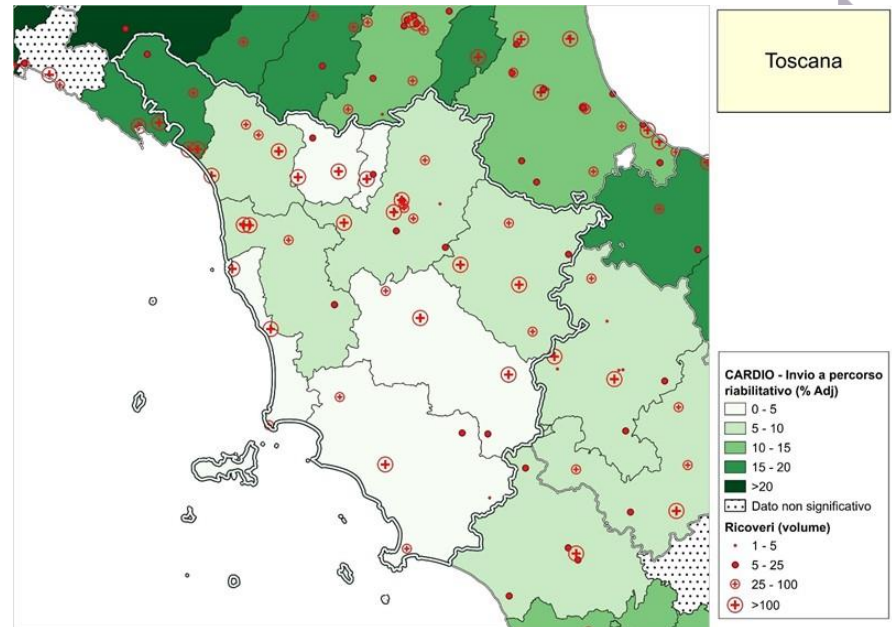 Toscana
CARDIO - Invio a percorso
riabilitativo (% Adj)
0 - 5
5 - 10
10 - 15
15 - 20
>20
Dato non significativo
Ricoveri (volume)
1 - 5
5 - 25
25 - 100
>100